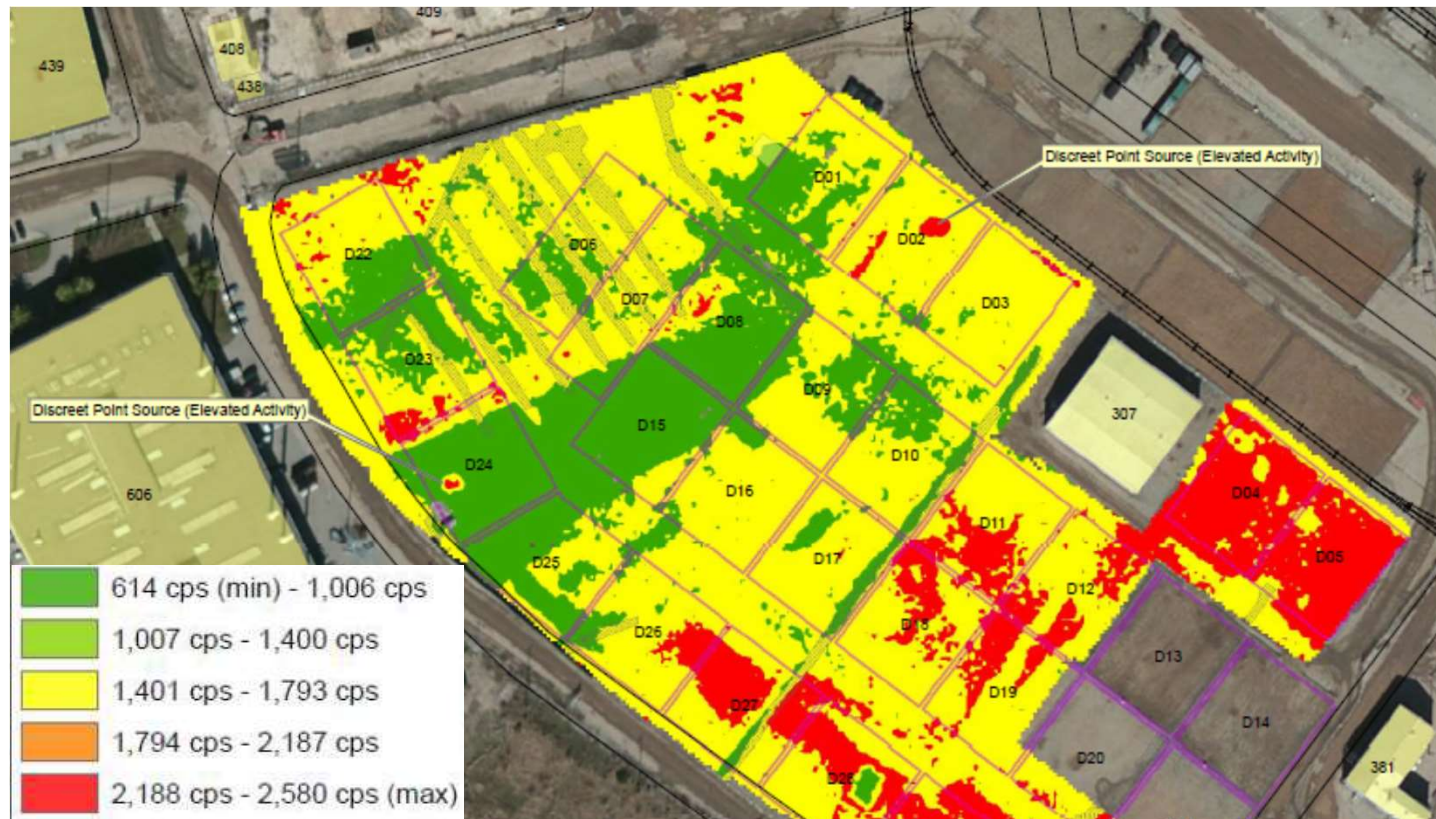 409
408
439
438
Discreet Point Source (Elevated Activity)
D01
D02
D22
D06
D03
D07
D08
D23
D09
Discreet Point Source (Elevated Activity)
307
D15
D10
D24
D16
D04
606
D11
D05
D17
D25
D12
D18
D26
D13
D19
D27
D14
D20
D28
381
614 cps (min) - 1,006 cps
1,007 cps - 1,400 cps
1,401 cps - 1,793 cps
1,794 cps - 2,187 cps
2,188 cps - 2,580 cps (max)